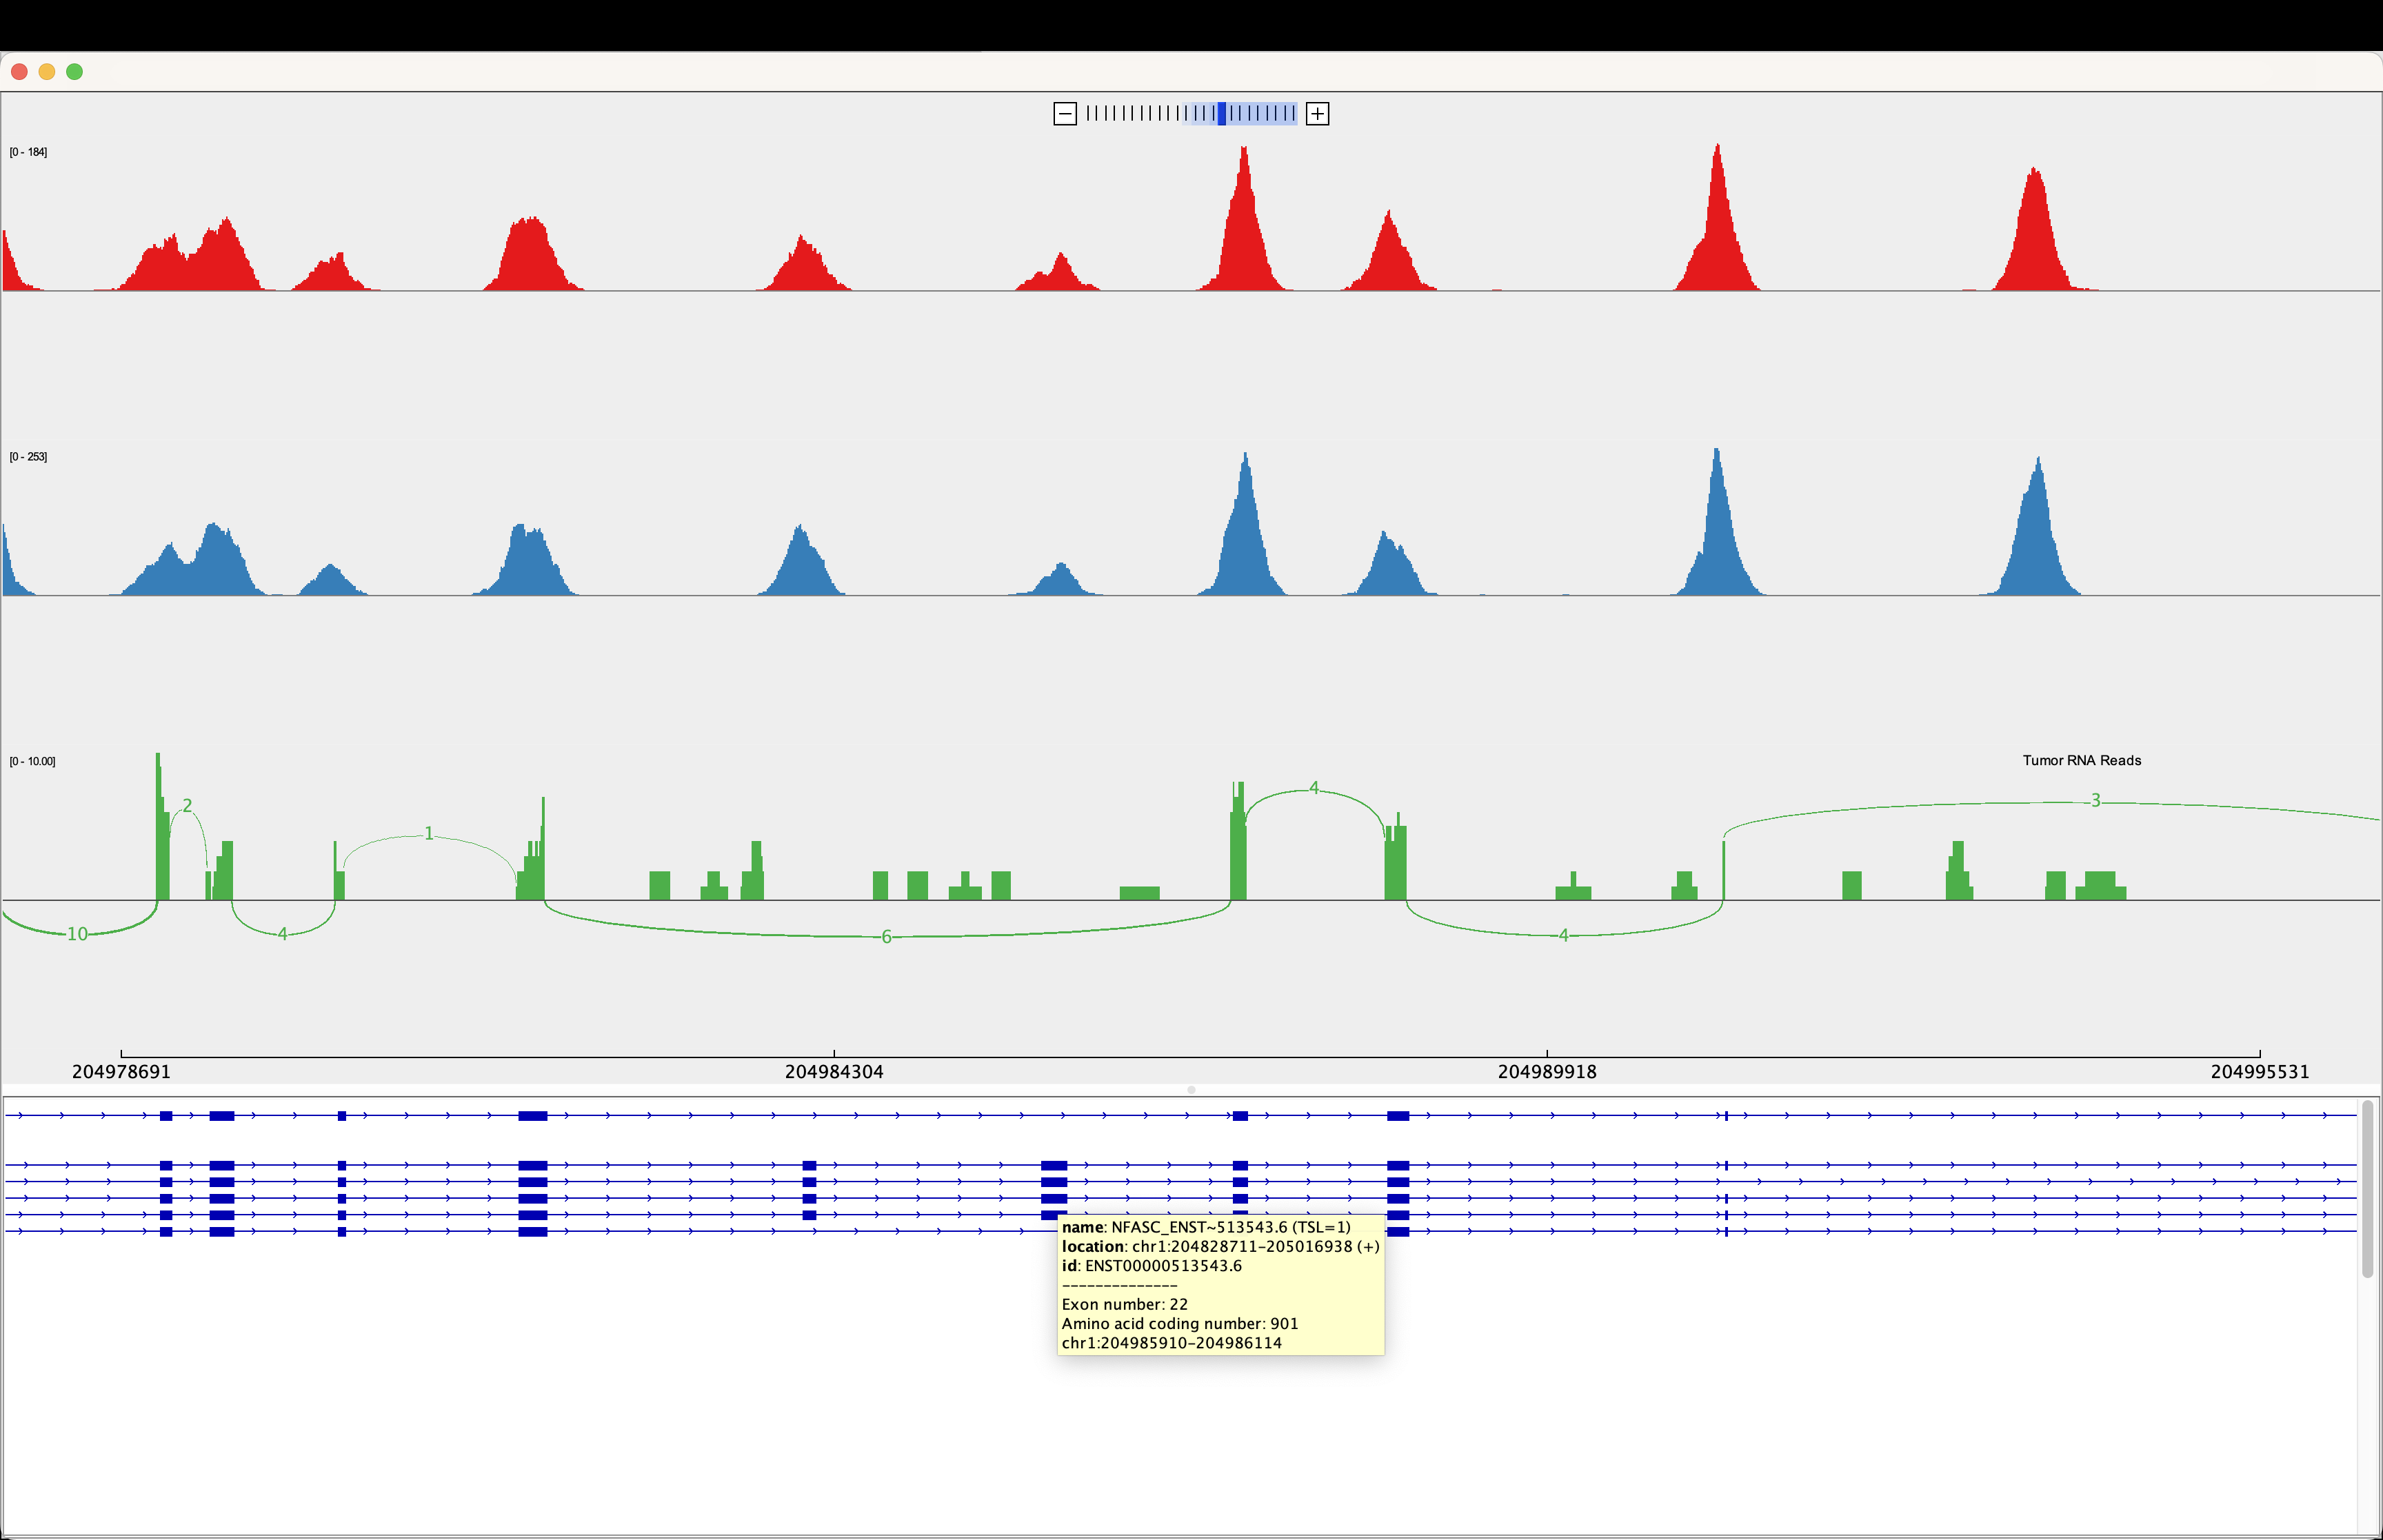 [0 - 184]
[0 - 253]
[0 - 10.00]
Tumor RNA Reads
2
4
1
4
3
10
4
6
4
204978691 204984304 204989918 204995531
name: NFASC_ENST~513543.6 (TSL=1)
location: chr1:204828711-205016938 (+)
id: ENST00000513543.6
--------------
Exon number: 22
Amino acid coding number: 901
chr1:204985910-204986114